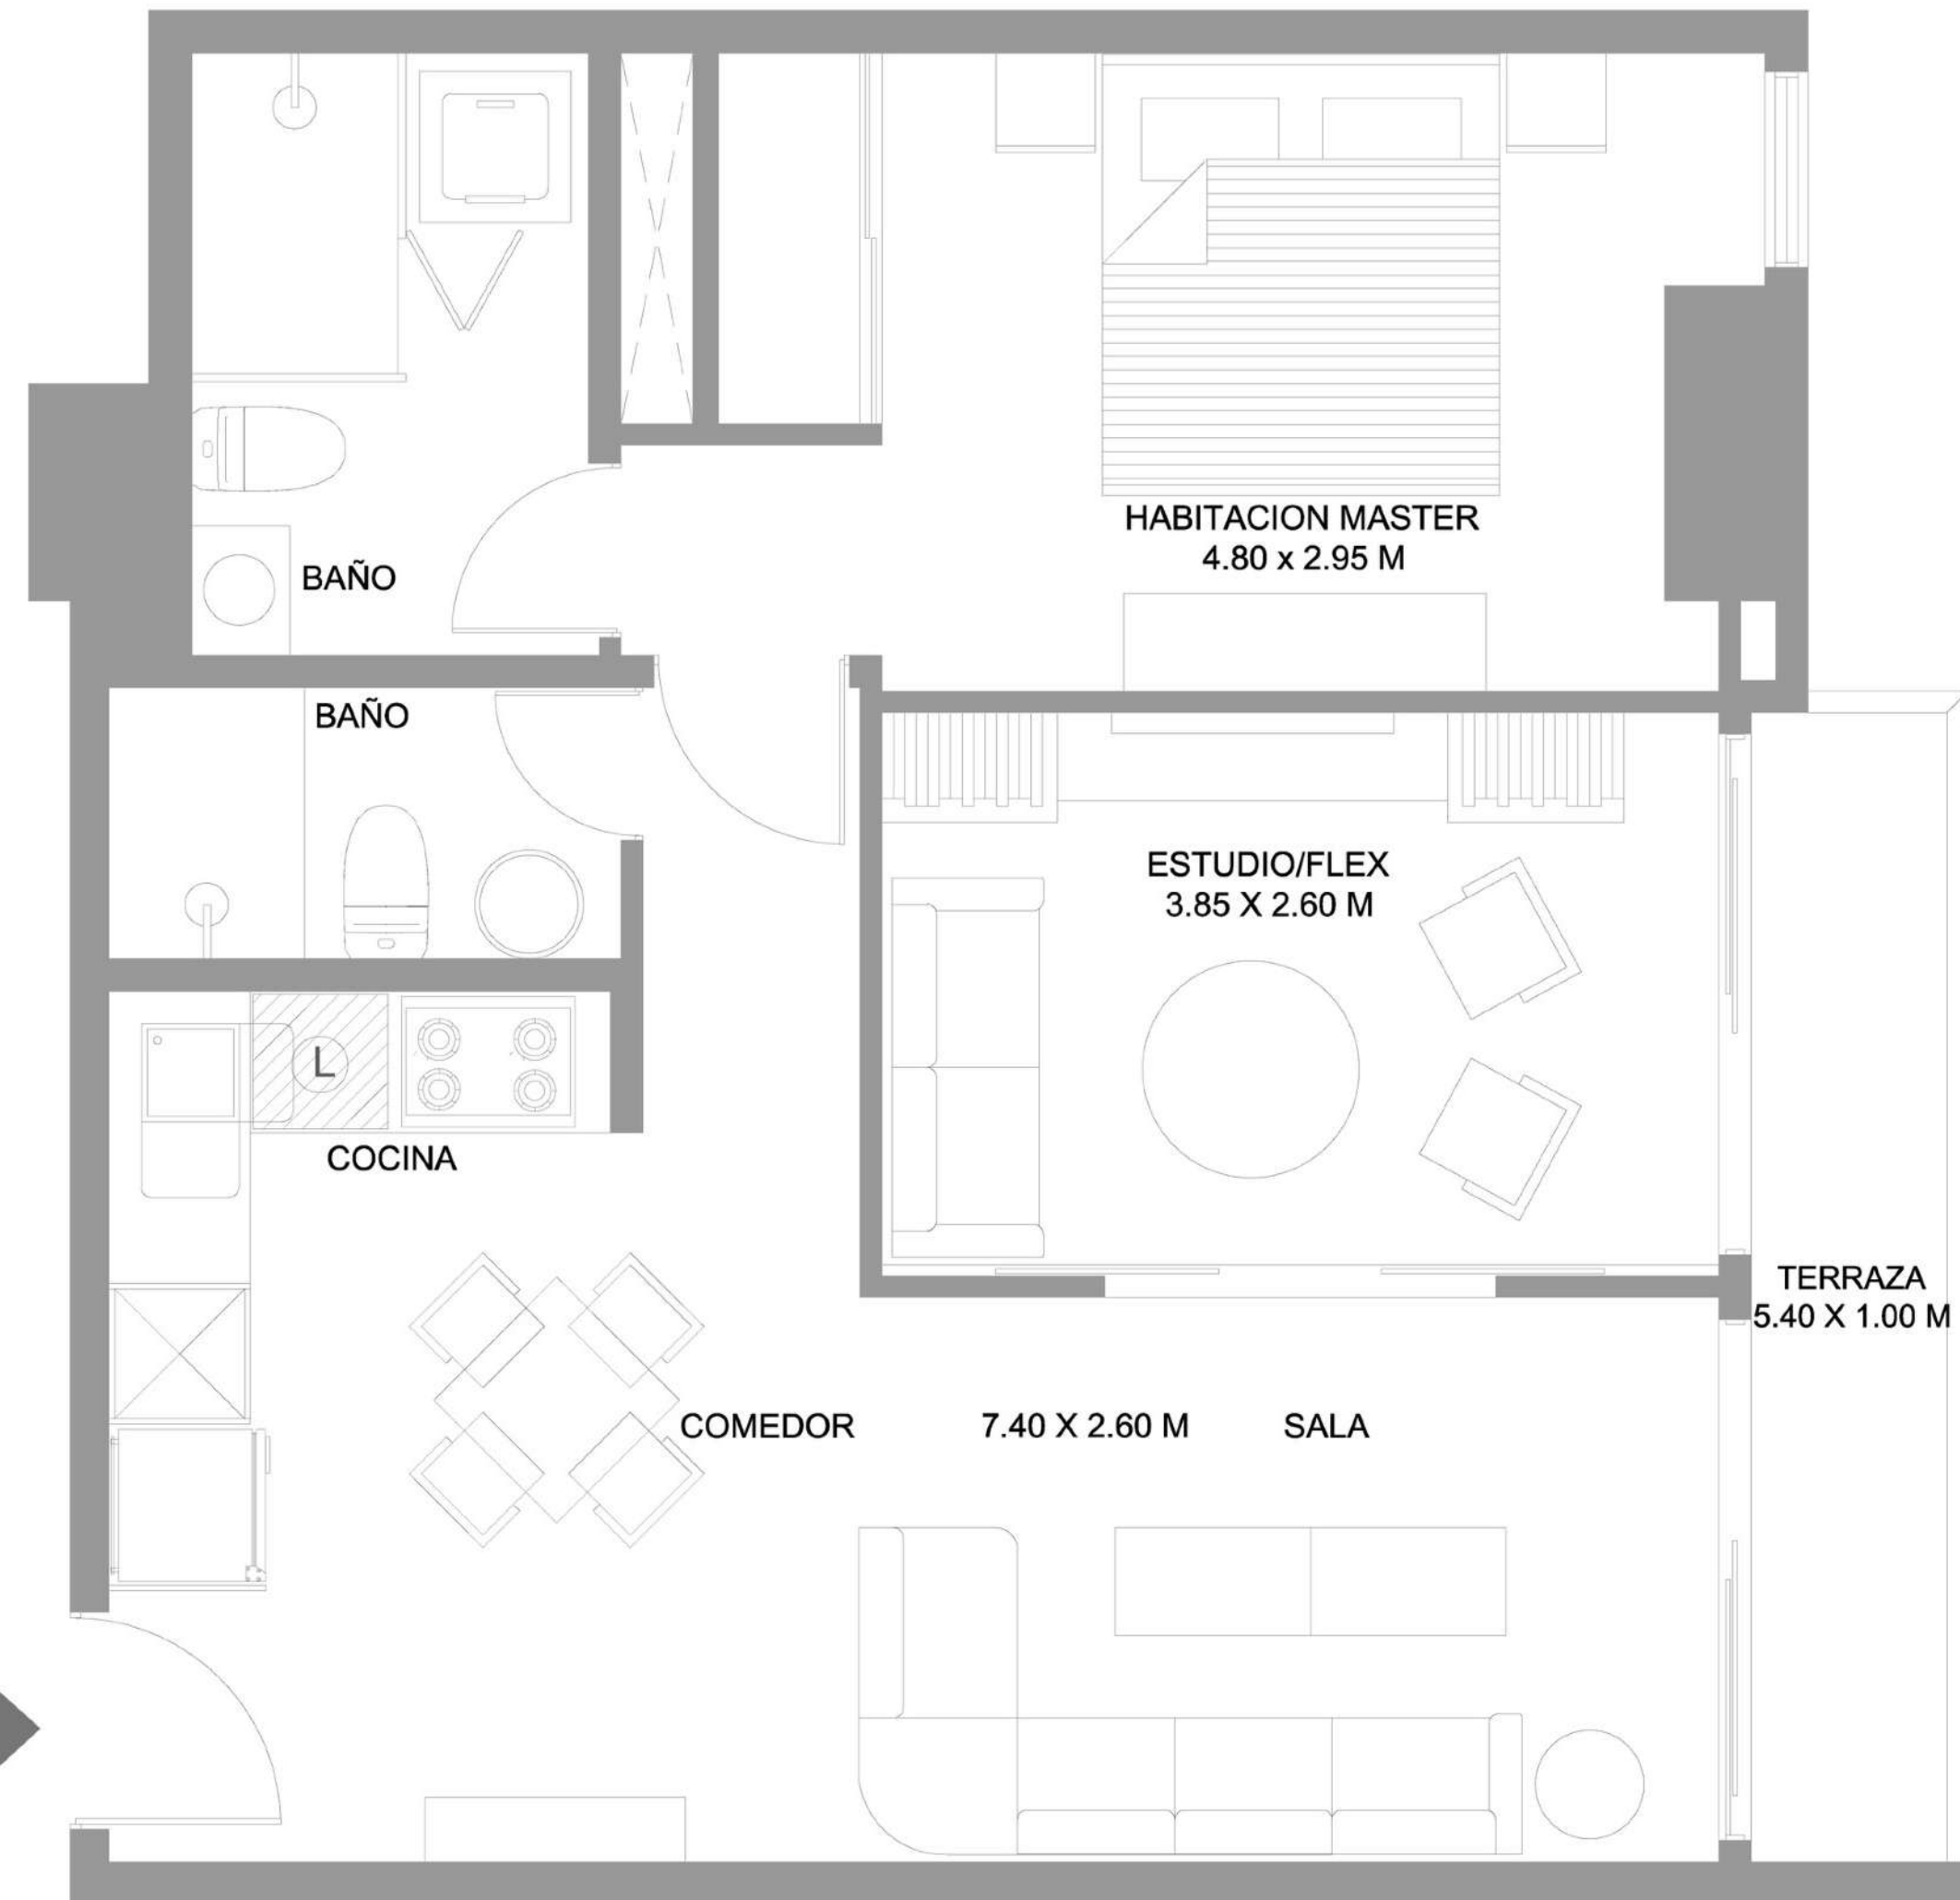 HABITACION MASTER
4.80 x 2.95 M
BAÑO
BAÑO
ESTUDIO/FLEX
3.85 X 2.60 M
L
COCINA
TERRAZA
5.40 X 1.00 M
COMEDOR 7.40 X 2.60 M SALA